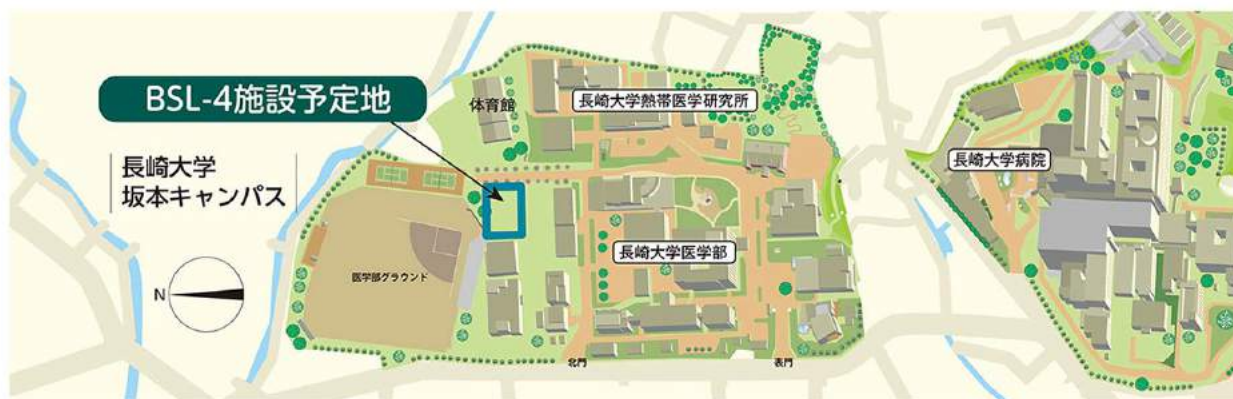 BSL-4施設予定地
長崎大学
坂本キャンパス
体育館
長崎大学熱帯医学研究所
長崎大学病院
長崎大学医学部
医学部グラウンド
N
北門
表門